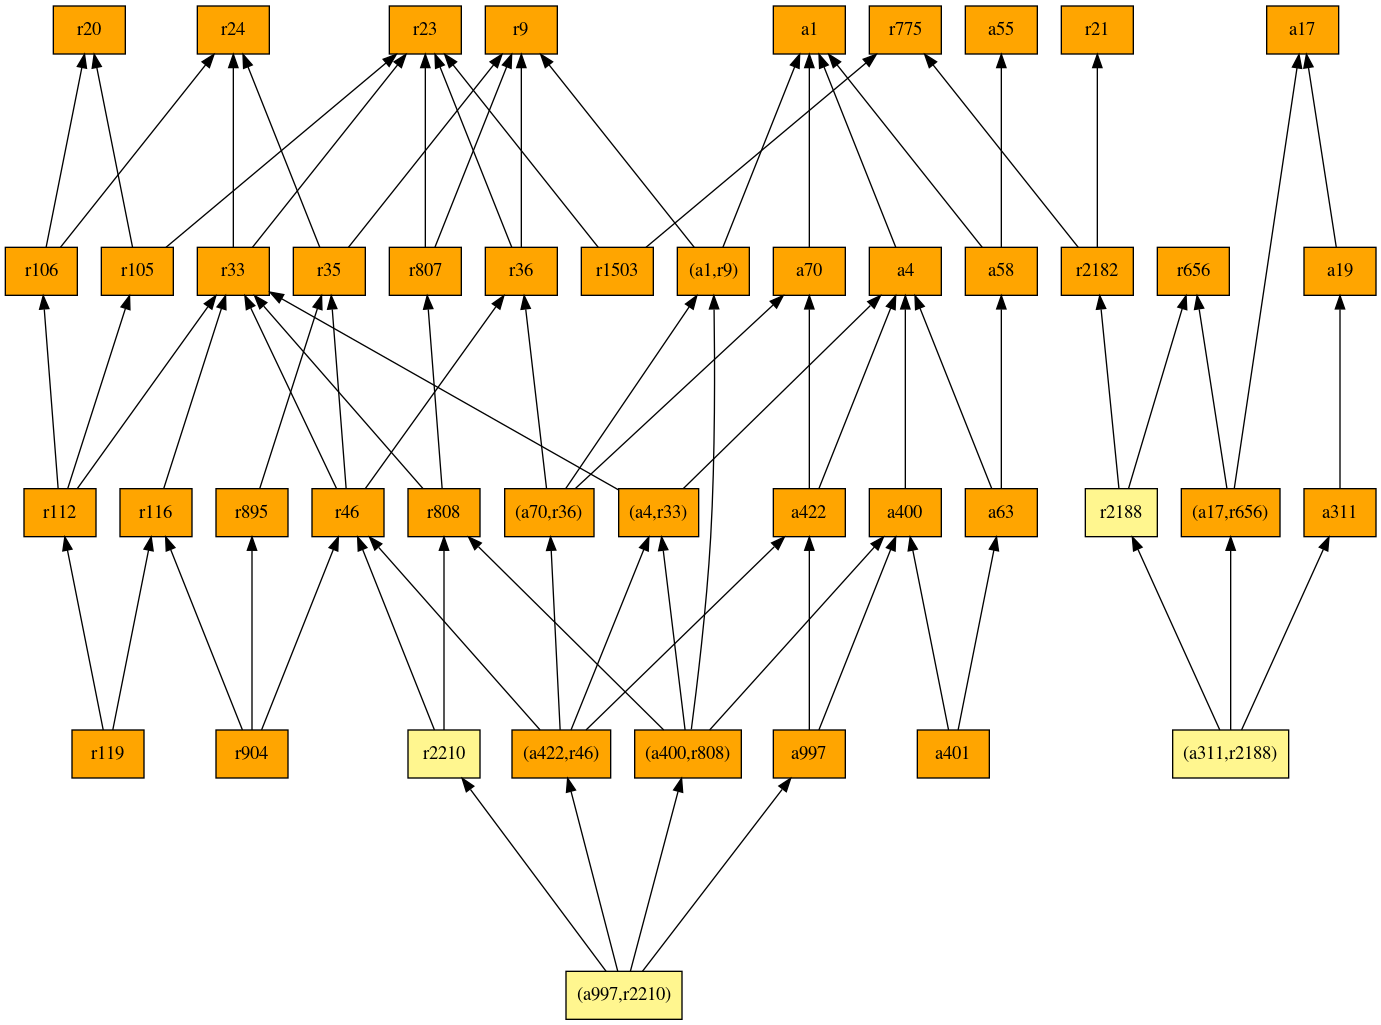 r20
r24
r23
r9
a1
r775
a55
r21
a17
r106
r105
r33
r35
r807
r36
r1503
(a1,r9)
a70
a4
a58
r2182
r656
a19
r112
r116
r895
r46
r808
(a70,r36)
(a4,r33)
a422
a400
a63
r2188
(a17,r656)
a311
r119
r904
r2210
(a422,r46)
(a400,r808)
a997
a401
(a311,r2188)
(a997,r2210)